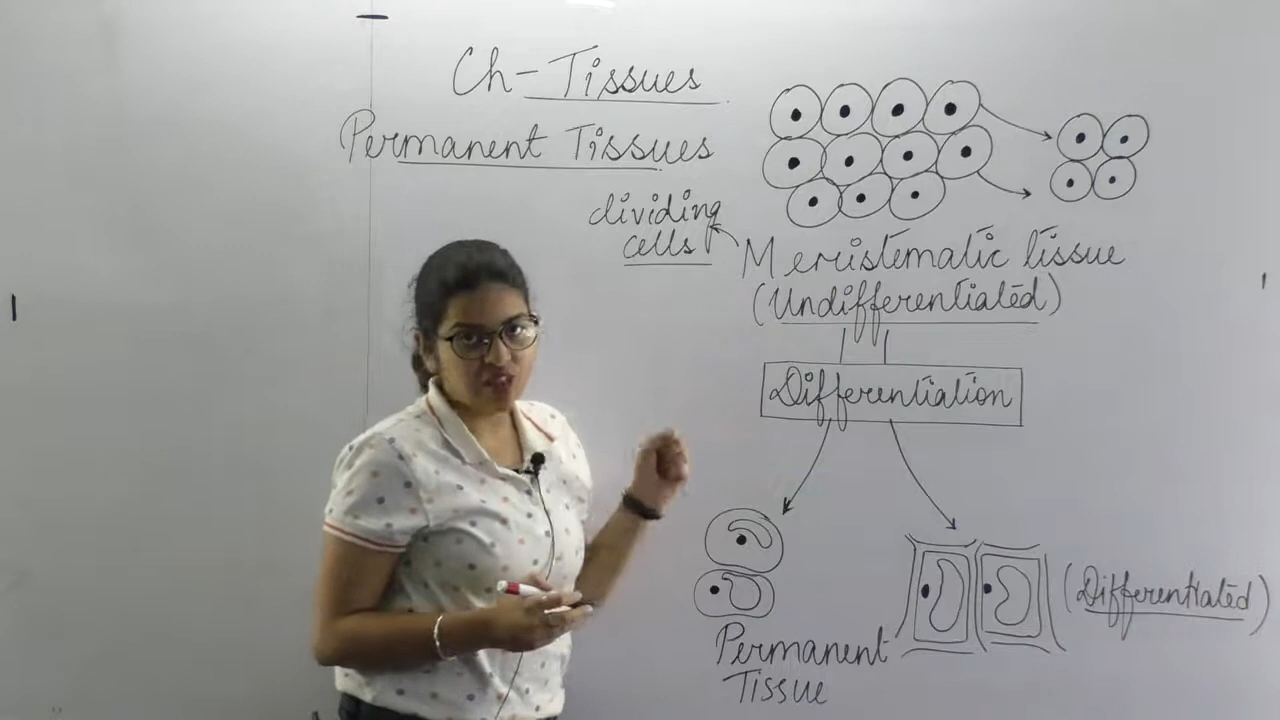 Ch-Tissues
Permanent Tissues
dividing
cells
Meristematic tissue
(Undifferentiated)
Differentiation
(Differentiated)
Permanent
Tissue